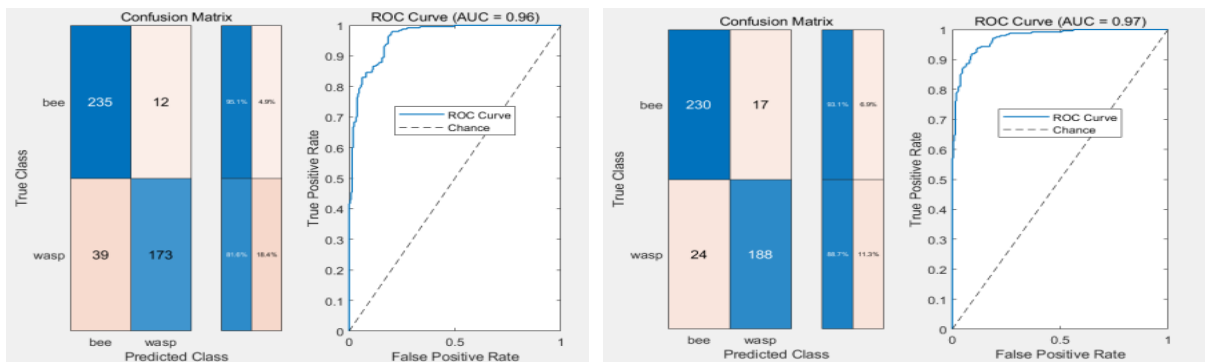 Confusion Matrix
ROC Curve (AUC = 0.96)
True Class
bee
235
12
95.1%
4.9%
wasp
39
173
81.6%
18.4%
bee
wasp
Predicted Class
True Positive Rate
1
0.9
0.8
0.7
0.6
0.5
0.4
0.3
0.2
0.1
0
ROC Curve
Chance
0
0.5
1
False Positive Rate
Confusion Matrix
ROC Curve (AUC = 0.97)
True Class
bee
230
17
93.1%
6.9%
wasp
24
188
88.7%
11.3%
bee
wasp
Predicted Class
True Positive Rate
1
0.9
0.8
0.7
0.6
0.5
0.4
0.3
0.2
0.1
0
ROC Curve
Chance
0
0.5
1
False Positive Rate